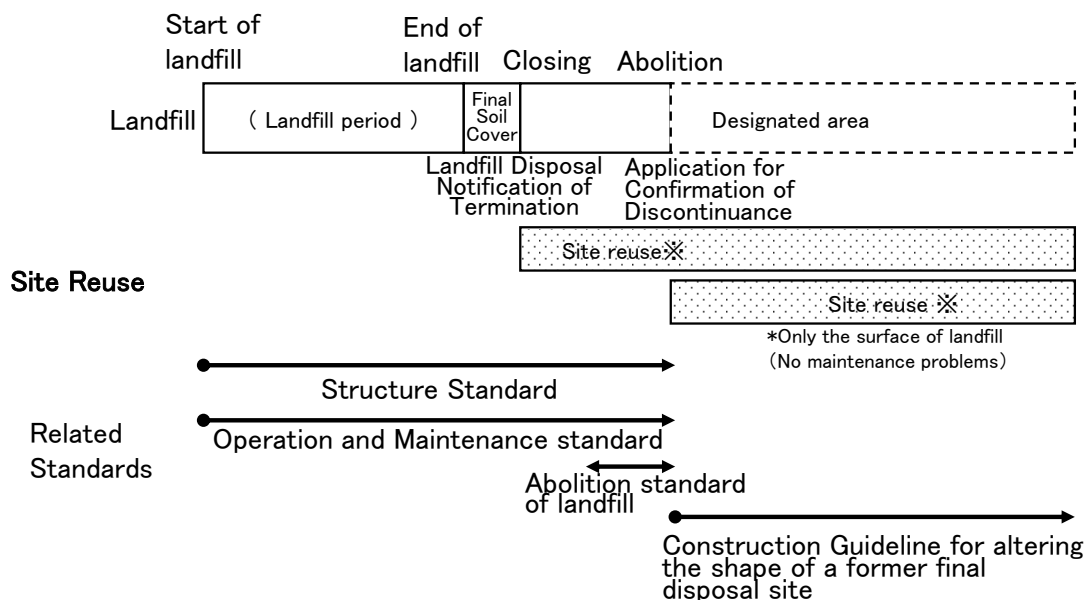 Start of
landfill
End of
landfill
Closing
Abolition
Landfill
( Landfill period )
Final
Soil
Cover
Designated area
Landfill Disposal
Notification of
Termination
Application for
Confirmation of
Discontinuance
Site Reuse
Site reuse※
Site reuse ※
*Only the surface of landfill
(No maintenance problems)
Related
Standards
Structure Standard
Operation and Maintenance standard
Abolition standard
of landfill
Construction Guideline for altering
the shape of a former final
disposal site